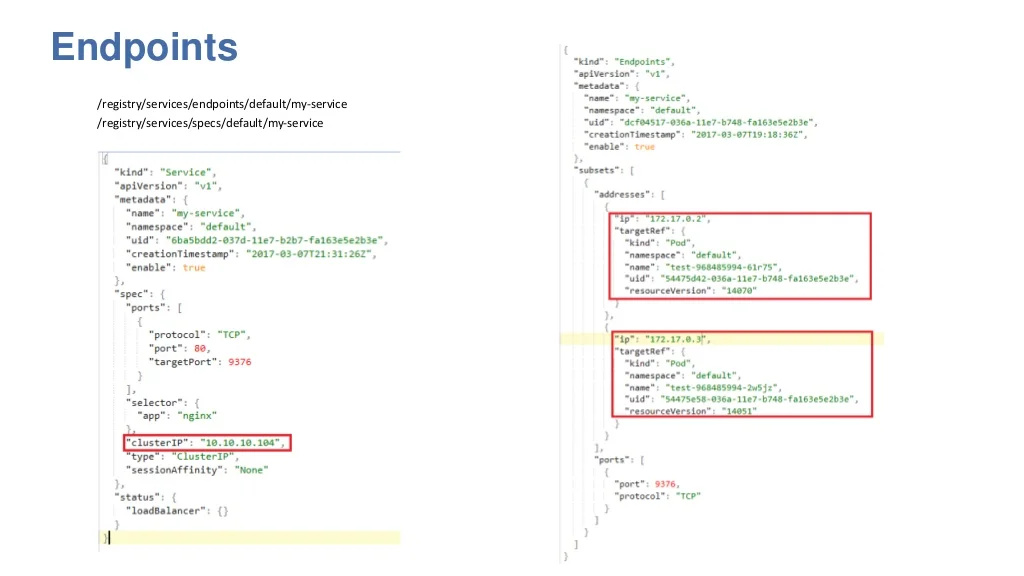 Endpoints
/registry/services/endpoints/default/my-service
/registry/services/specs/default/my-service
{
"kind": "Service",
"apiVersion": "v1",
"metadata": {
"name": "my-service",
"namespace": "default",
"uid": "6ba5bdd2-037d-11e7-b2b7-fa163e5e2b3e",
"creationTimestamp": "2017-03-07T21:31:26Z",
"enable": true
},
"spec": {
"ports": [
{
"protocol": "TCP",
"port": 80,
"targetPort": 9376
}
],
"selector": {
"app": "nginx"
},
"clusterIP": "10.10.10.104",
"type": "ClusterIP",
"sessionAffinity": "None"
},
"status": {
"loadBalancer": {}
}
}
{
"kind": "Endpoints",
"apiVersion": "v1",
"metadata": {
"name": "my-service",
"namespace": "default",
"uid": "dcf04517-036a-11e7-b748-fa163e5e2b3e",
"creationTimestamp": "2017-03-07T19:18:36Z",
"enable": true
},
"subsets": [
{
"addresses": [
{
"ip": "172.17.0.2",
"targetRef": {
"kind": "Pod",
"namespace": "default",
"name": "test-968485994-61r75",
"uid": "54475d42-036a-11e7-b748-fa163e5e2b3e",
"resourceVersion": "14070"
}
},
{
"ip": "172.17.0.3",
"targetRef": {
"kind": "Pod",
"namespace": "default",
"name": "test-968485994-2w5jz",
"uid": "54475e58-036a-11e7-b748-fa163e5e2b3e",
"resourceVersion": "14051"
}
}
],
"ports": [
{
"port": 9376,
"protocol": "TCP"
}
]
}
]
}